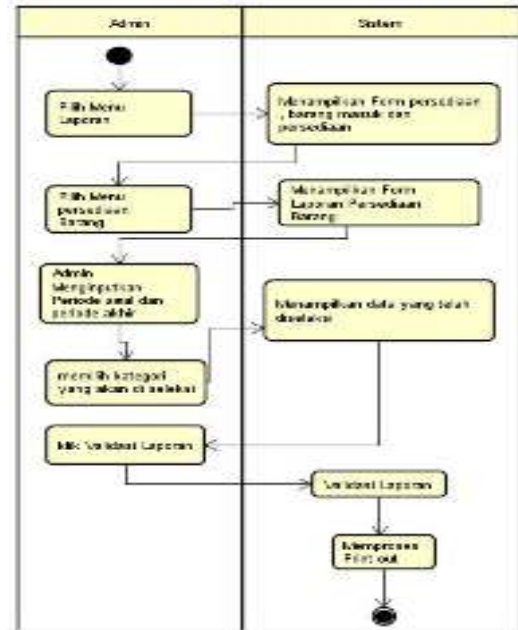 Admin
Sistem
Pilih Menu
Laporan
Menampilkan Form persediaan
, barang masuk dan
persediaan
Pilih Menu
persediaan
Barang
Menampilkan Form
Laporan Persediaan
Barang
Admin
Menginputkan
Periode awal dan
periode akhir
Menampilkan data yang telah
diseleksi
memilih kategori
yang akan di seleksi
klik Validasi Laporan
Validasi Laporan
Memproses
Print out